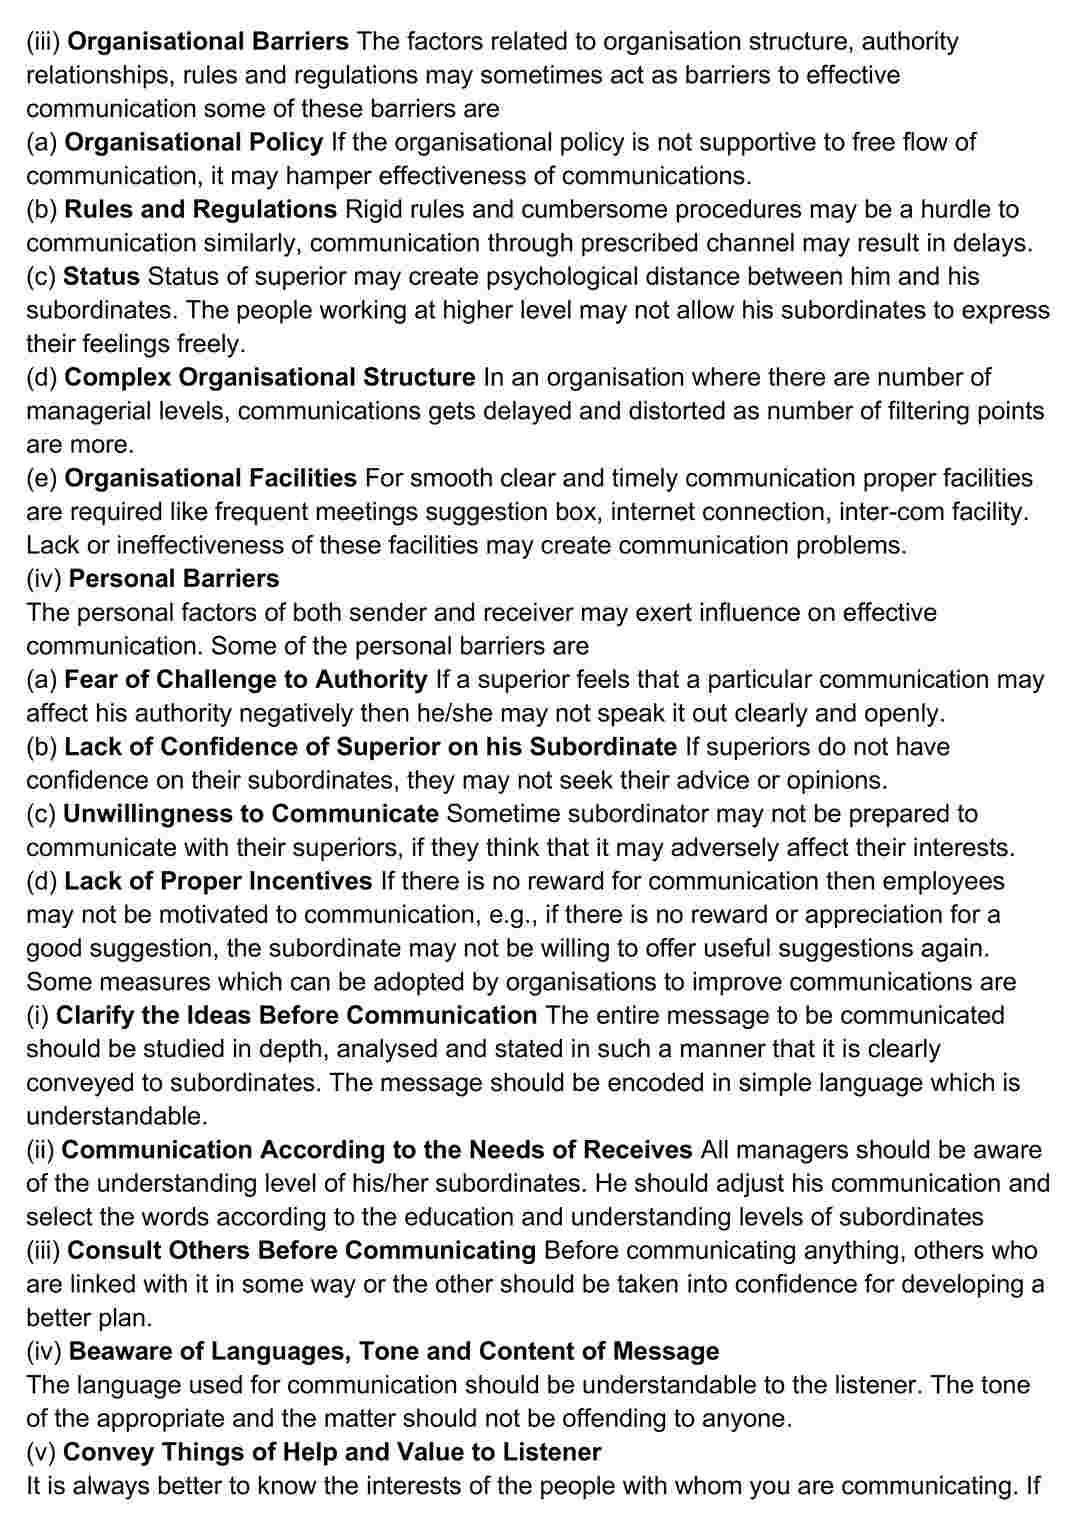 (iii) Organisational Barriers The factors related to organisation structure, authority
relationships, rules and regulations may sometimes act as barriers to effective
communication some of these barriers are
(a) Organisational Policy If the organisational policy is not supportive to free flow of
communication, it may hamper effectiveness of communications.
(b) Rules and Regulations Rigid rules and cumbersome procedures may be a hurdle to
communication similarly, communication through prescribed channel may result in delays.
(c) Status Status of superior may create psychological distance between him and his
subordinates. The people working at higher level may not allow his subordinates to express
their feelings freely.
(d) Complex Organisational Structure In an organisation where there are number of
managerial levels, communications gets delayed and distorted as number of filtering points
are more.
(e) Organisational Facilities For smooth clear and timely communication proper facilities
are required like frequent meetings suggestion box, internet connection, inter-com facility.
Lack or ineffectiveness of these facilities may create communication problems.
(iv) Personal Barriers
The personal factors of both sender and receiver may exert influence on effective
communication. Some of the personal barriers are
(a) Fear of Challenge to Authority If a superior feels that a particular communication may
affect his authority negatively then he/she may not speak it out clearly and openly.
(b) Lack of Confidence of Superior on his Subordinate If superiors do not have
confidence on their subordinates, they may not seek their advice or opinions.
(c) Unwillingness to Communicate Sometime subordinator may not be prepared to
communicate with their superiors, if they think that it may adversely affect their interests.
(d) Lack of Proper Incentives If there is no reward for communication then employees
may not be motivated to communication, e.g., if there is no reward or appreciation for a
good suggestion, the subordinate may not be willing to offer useful suggestions again.
Some measures which can be adopted by organisations to improve communications are
(i) Clarify the Ideas Before Communication The entire message to be communicated
should be studied in depth, analysed and stated in such a manner that it is clearly
conveyed to subordinates. The message should be encoded in simple language which is
understandable.
(ii) Communication According to the Needs of Receives All managers should be aware
of the understanding level of his/her subordinates. He should adjust his communication and
select the words according to the education and understanding levels of subordinates
(iii) Consult Others Before Communicating Before communicating anything, others who
are linked with it in some way or the other should be taken into confidence for developing a
better plan.
(iv) Beaware of Languages, Tone and Content of Message
The language used for communication should be understandable to the listener. The tone
of the appropriate and the matter should not be offending to anyone.
(v) Convey Things of Help and Value to Listener
It is always better to know the interests of the people with whom you are communicating. If